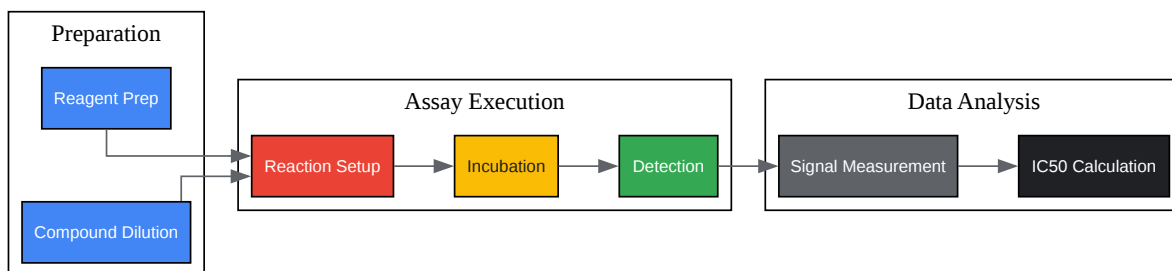 Preparation
Reagent Prep
Compound Dilution
Assay Execution
Reaction Setup
Incubation
Detection
Data Analysis
Signal Measurement
IC50 Calculation